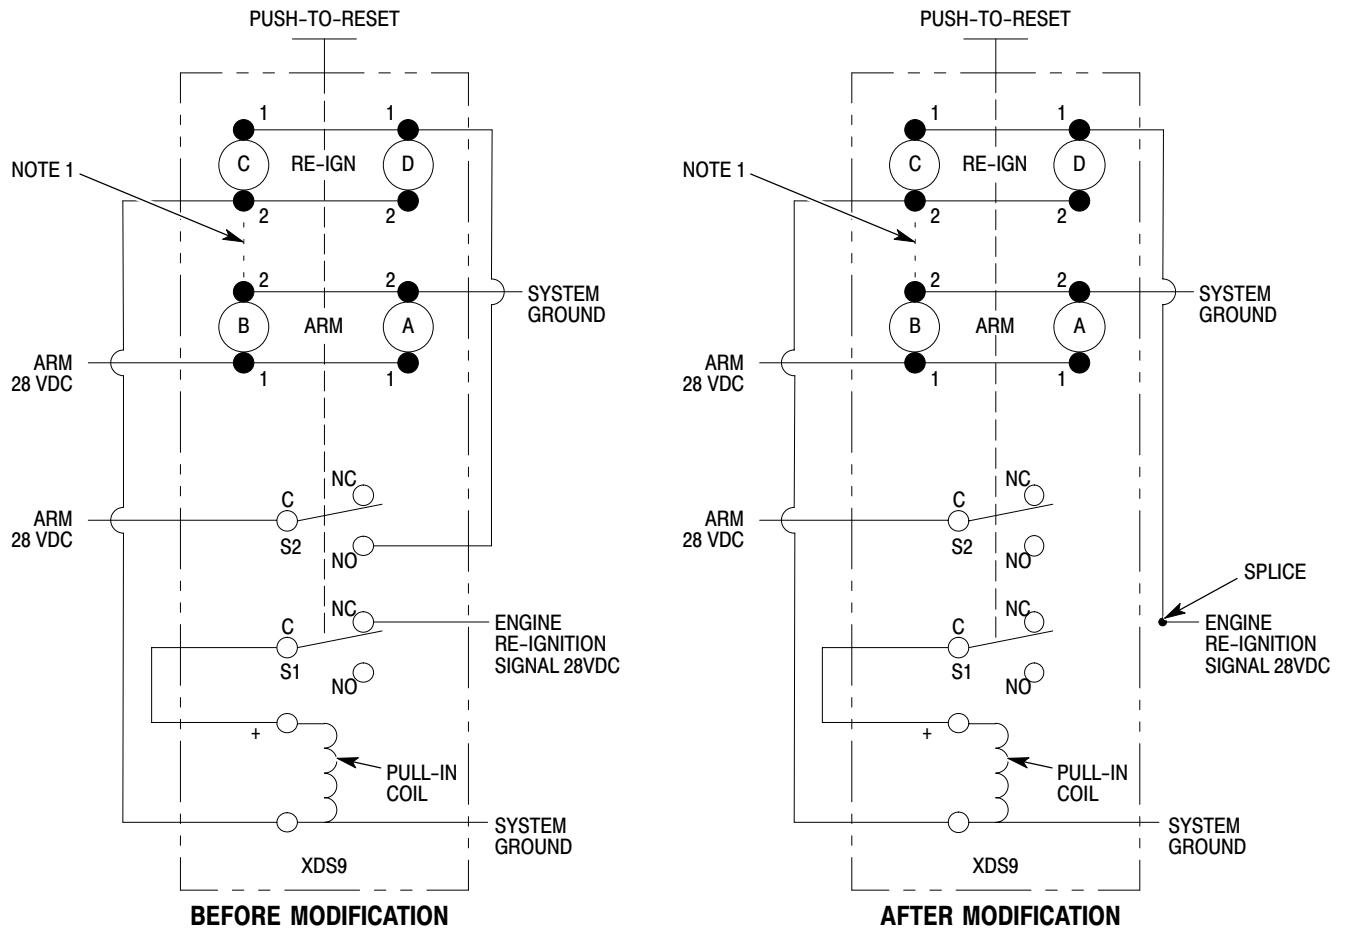 PUSH-TO-RESET
1
1
C
RE-IGN
D
NOTE 1
2
2
2
2
SYSTEM
GROUND
B
ARM
A
ARM
28 VDC
1
1
NC
C
ARM
28 VDC
S2
NO
NC
C
ENGINE
RE-IGNITION
SIGNAL 28VDC
S1
NO
+
PULL-IN
COIL
SYSTEM
GROUND
XDS9
BEFORE MODIFICATION
PUSH-TO-RESET
1
1
C
RE-IGN
D
NOTE 1
2
2
2
2
SYSTEM
GROUND
B
ARM
A
ARM
28 VDC
1
1
NC
C
ARM
28 VDC
S2
NO
SPLICE
NC
C
ENGINE
RE-IGNITION
SIGNAL 28VDC
S1
NO
+
PULL-IN
COIL
SYSTEM
GROUND
XDS9
AFTER MODIFICATION